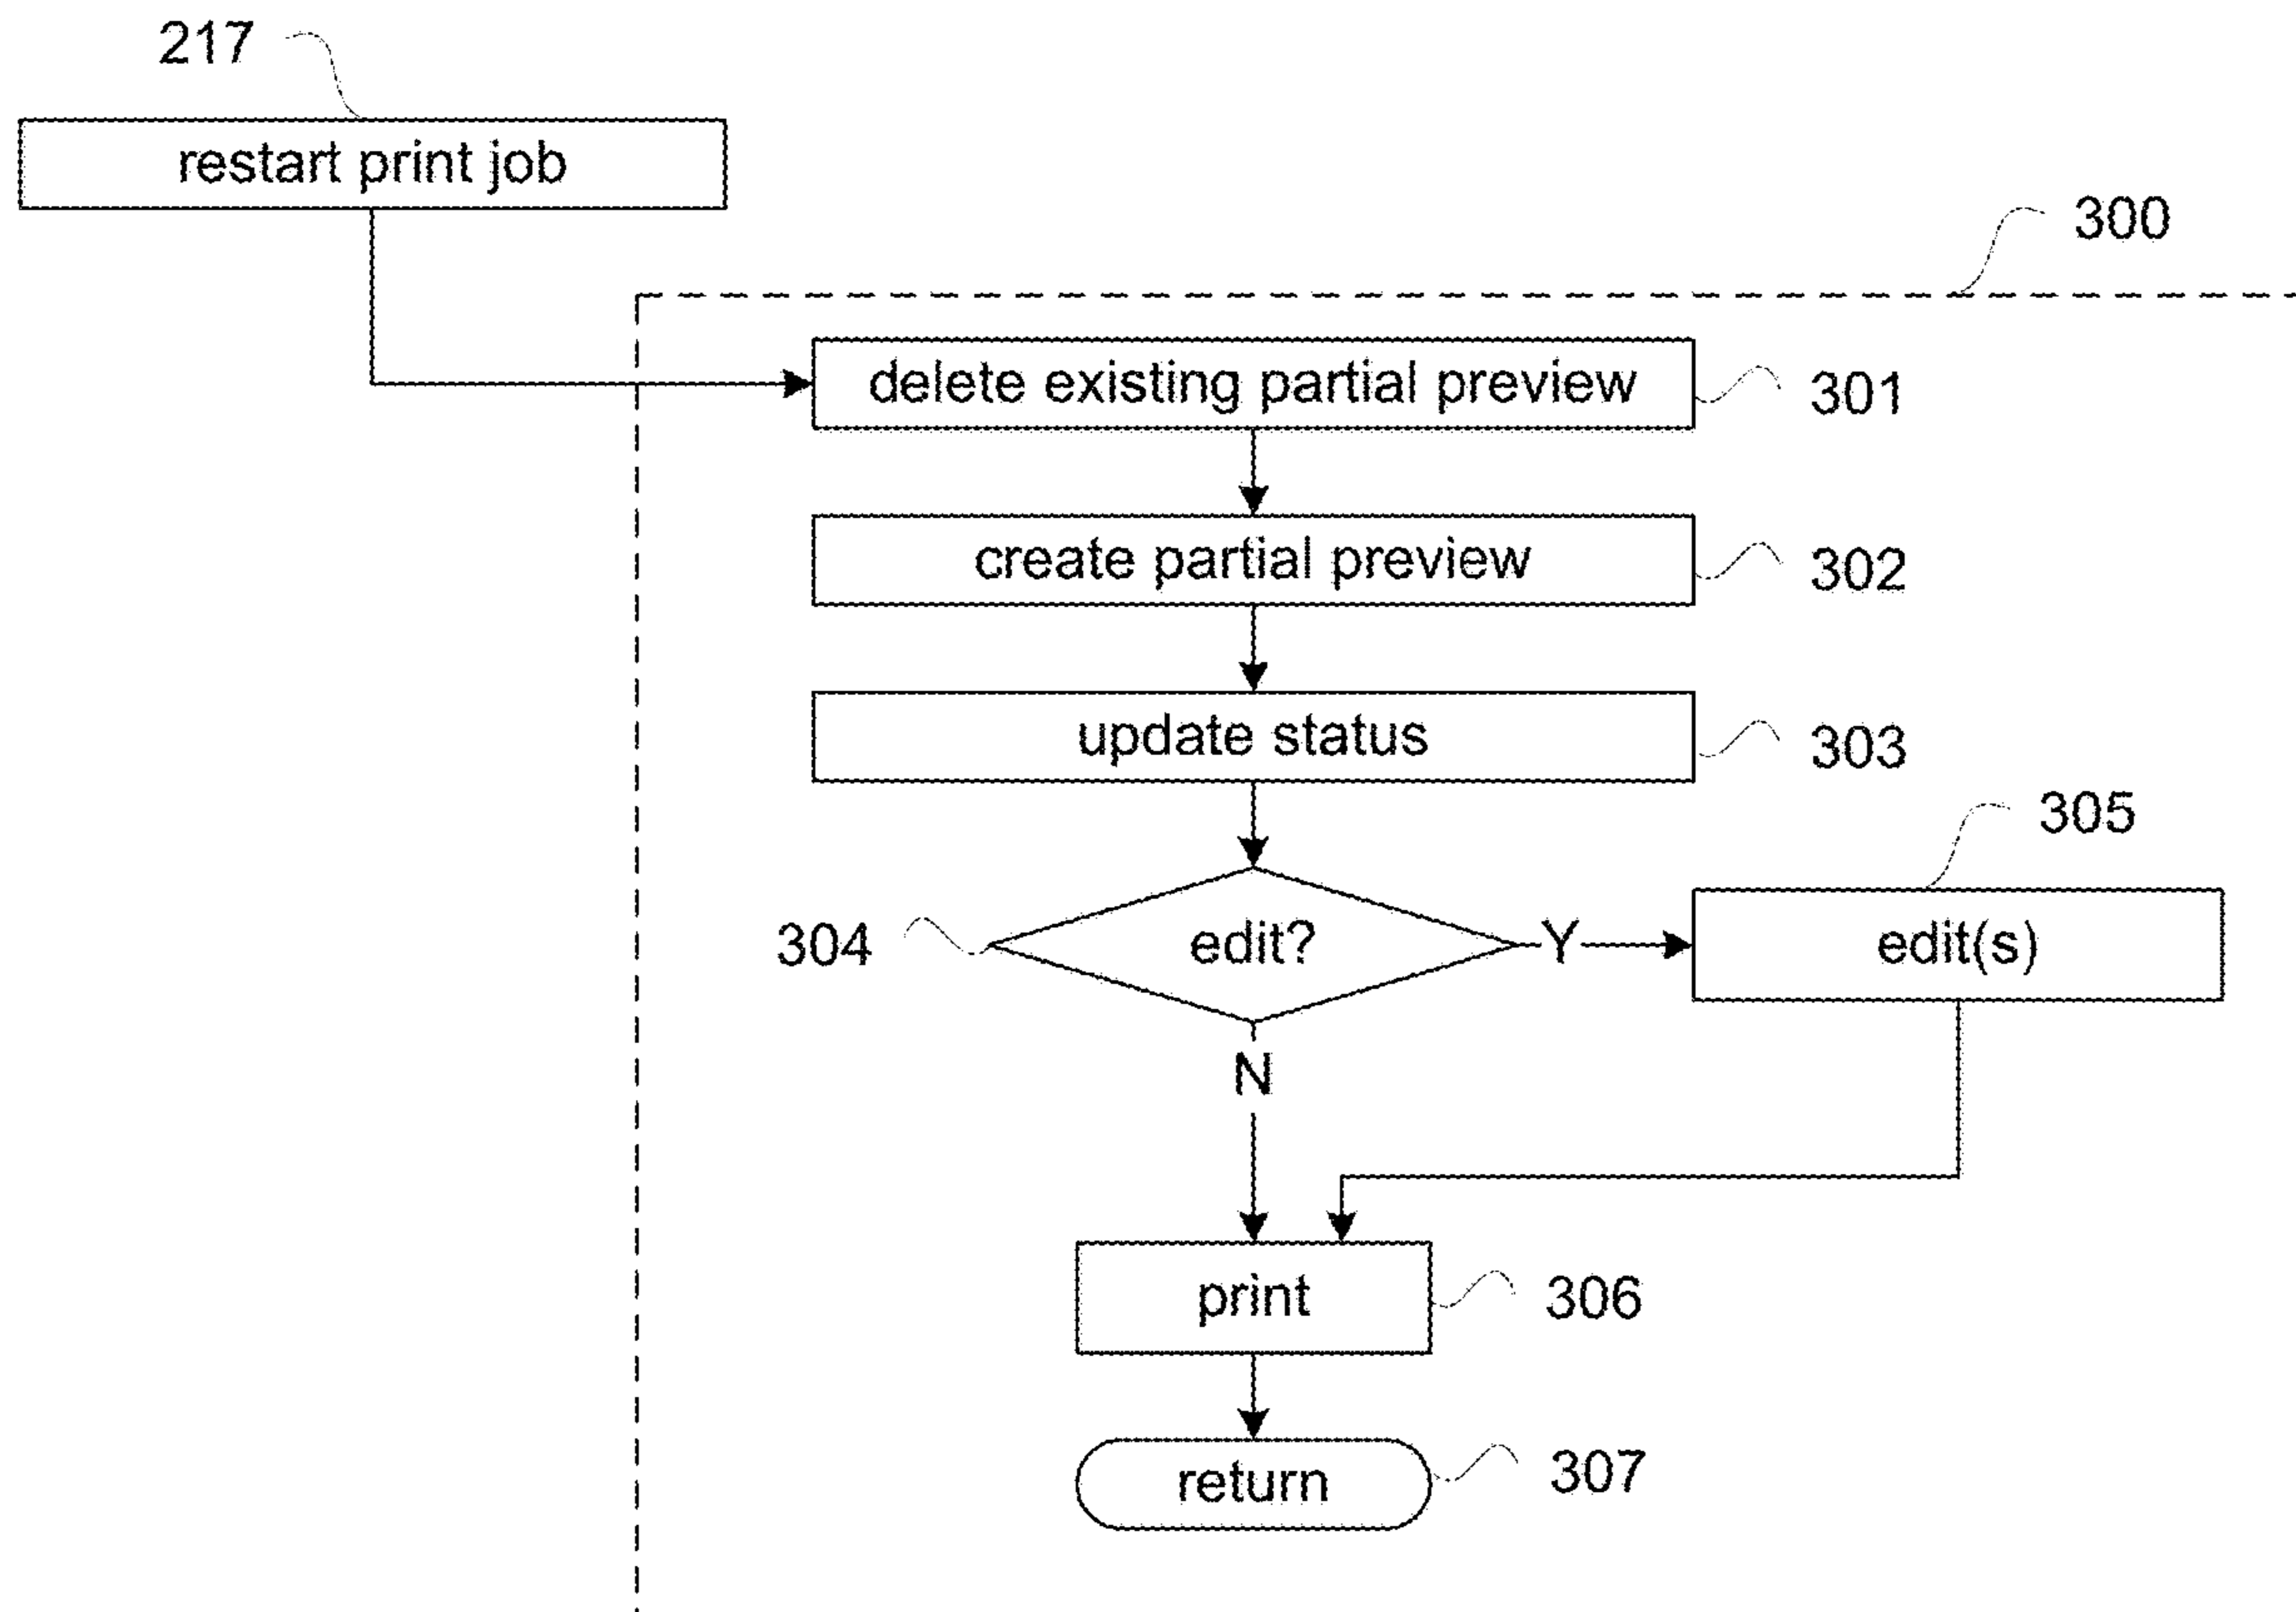 217
restart print job
300
delete existing partial preview
301
create partial preview
302
update status
303
305
304
edit?
Y
edit(s)
N
print
306
return
307